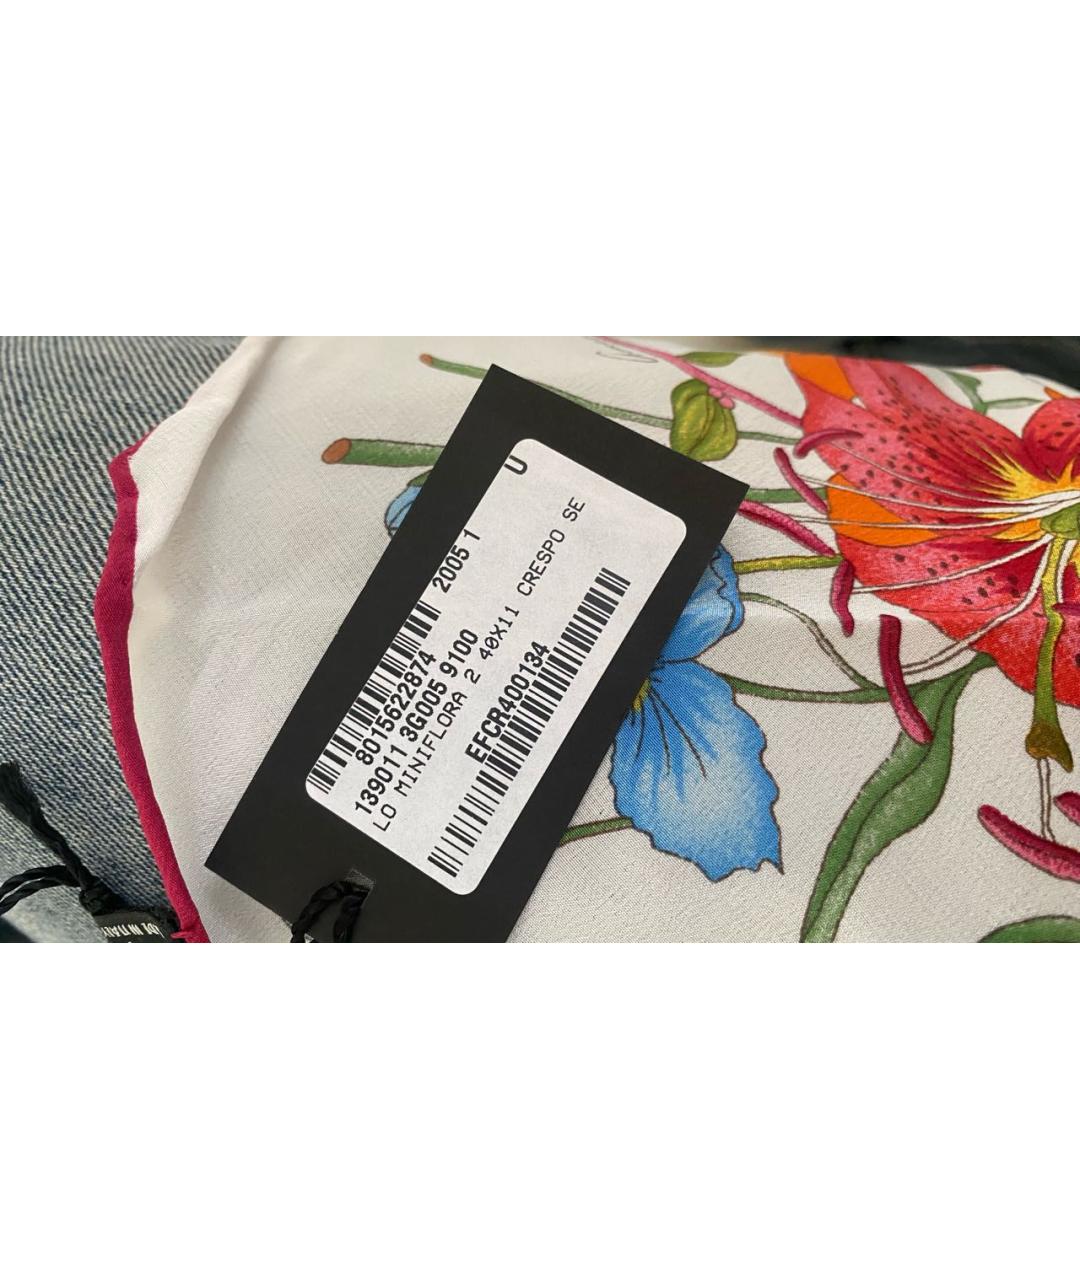 U
8015622874 2005 1
139011 3G005 9100
LO MINIFLORA 2 40X11 CRESPO SE
EFCR400134